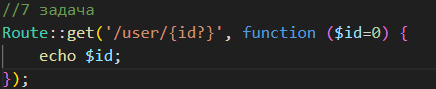 //7 задача
Route::get('/user/{id?}', function ($id=0) {
    echo $id;
});